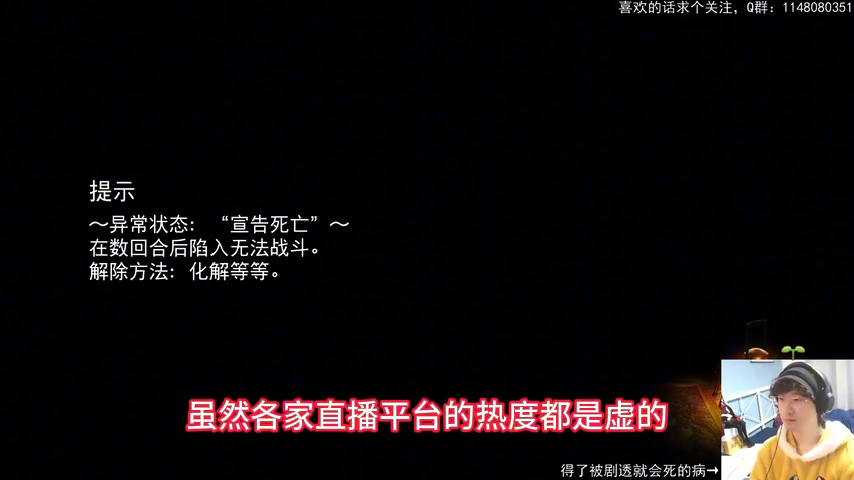 喜欢的话求个关注，Q群：1148080351
提示
～异常状态：“宣告死亡”～
在数回合后陷入无法战斗。
解除方法：化解等等。
虽然各家直播平台的热度都是虚的
得了被剧透就会死的病→